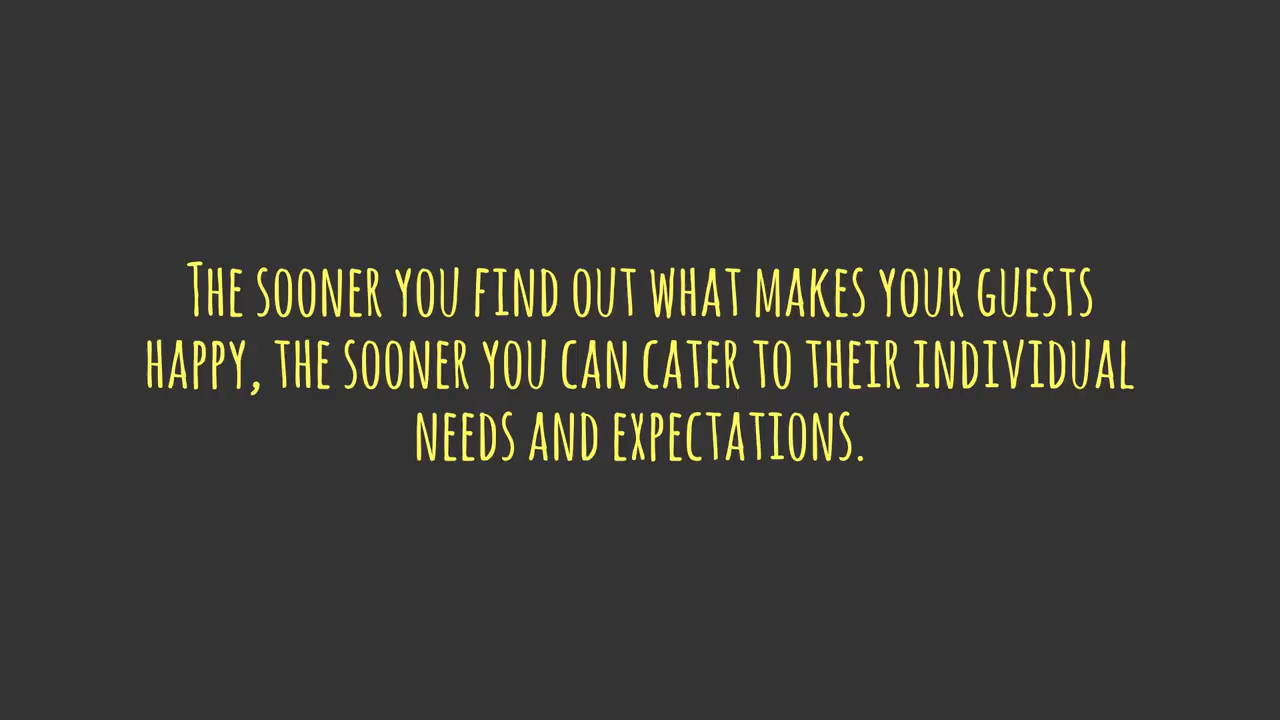 The sooner you find out what makes your guests
happy, the sooner you can cater to their individual
needs and expectations.